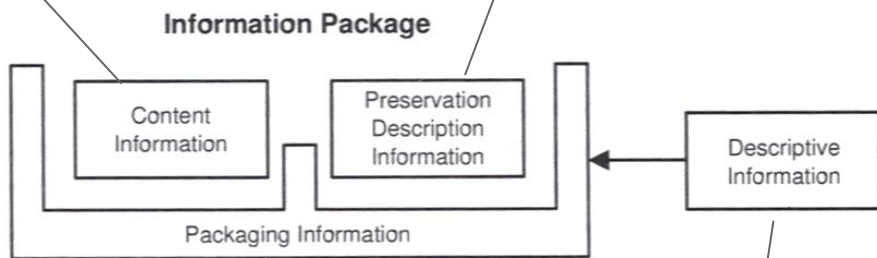 Information Package
Content
Information
Preservation
Description
Information
Descriptive
Information
Packaging Information